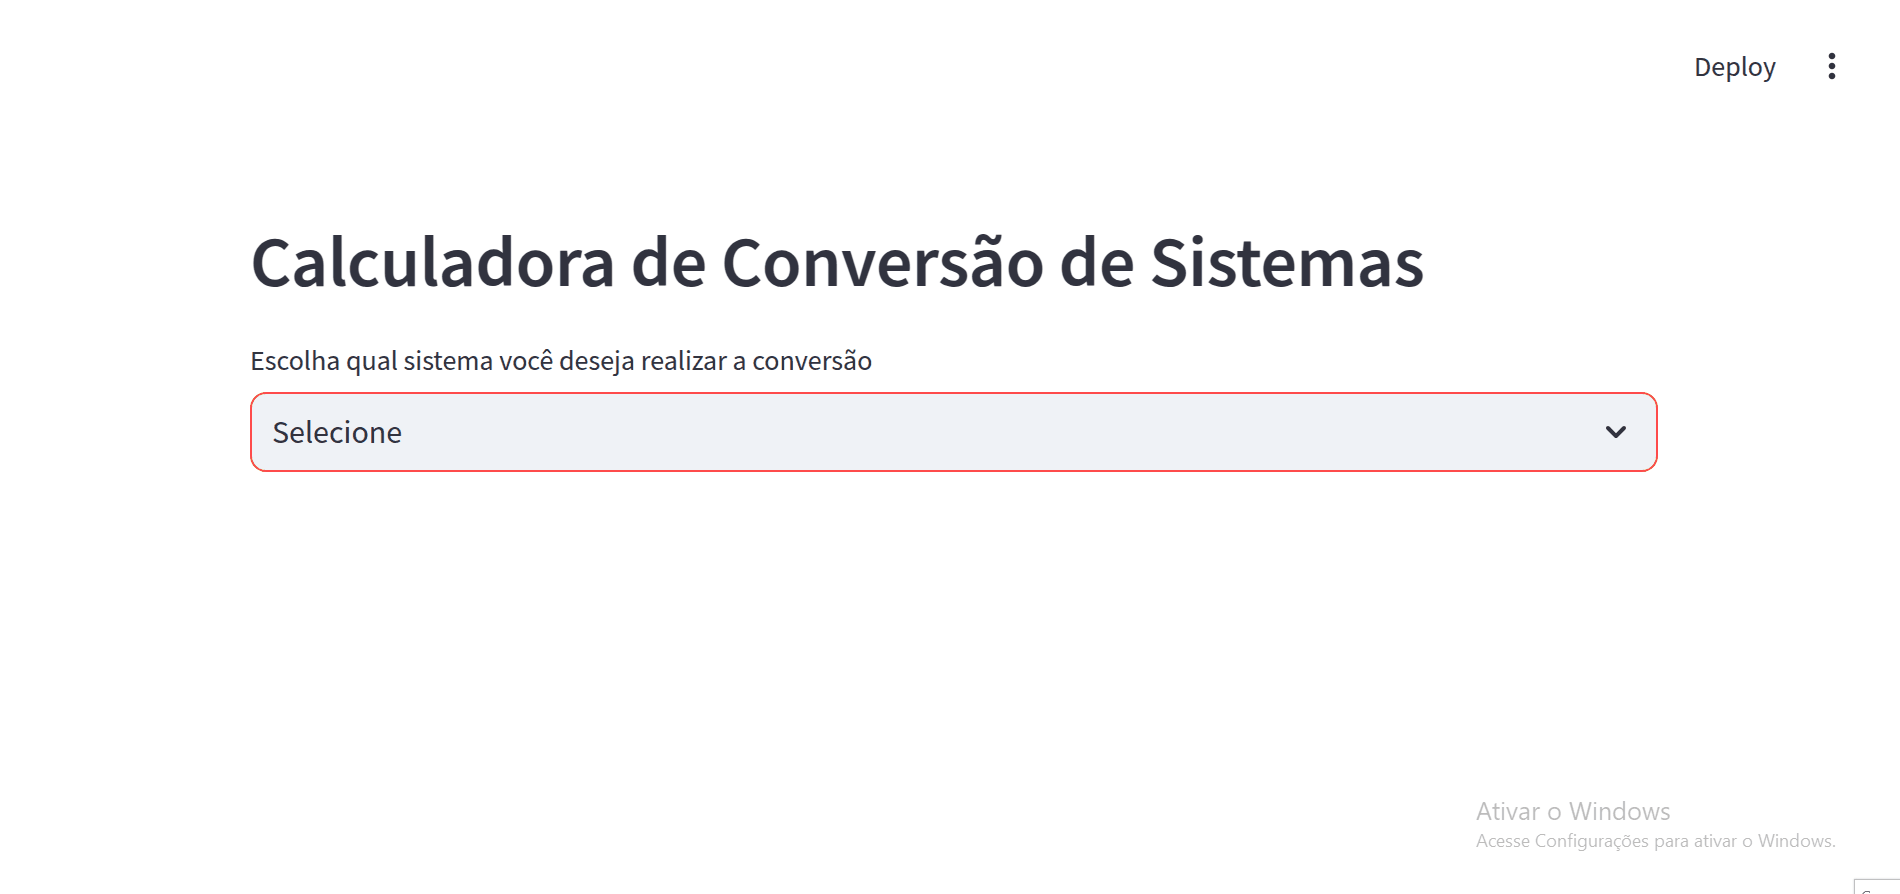 Deploy
Calculadora de Conversão de Sistemas
Escolha qual sistema você deseja realizar a conversão
Selecione
Ativar o Windows
Acesse Configurações para ativar o Windows.